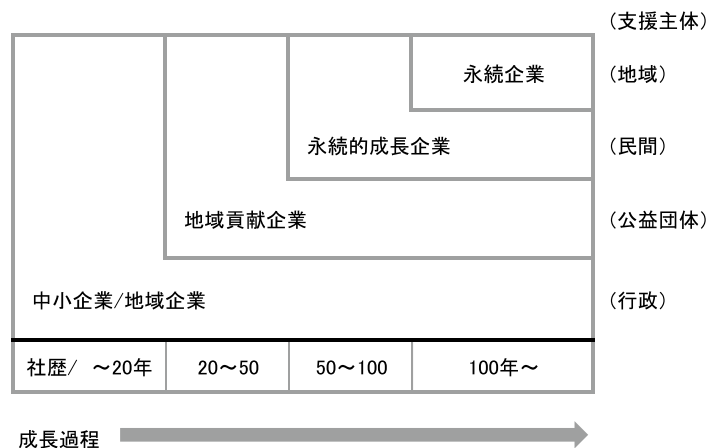 （支援主体）
永続企業
（地域）
永続的成長企業
（民間）
地域貢献企業
（公益団体）
中小企業/地域企業
（行政）
社歴/ ～20年
20～50
50～100
100年～
成長過程